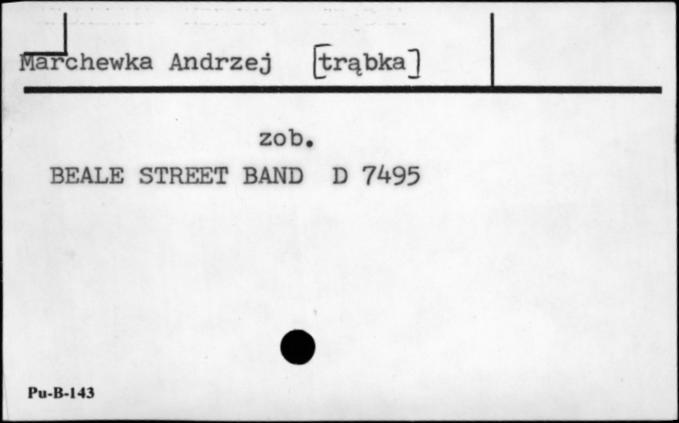 Marchewka Andrzej [trąbka]
zob.
BEALE STREET BAND D 7495
Pu-B-143